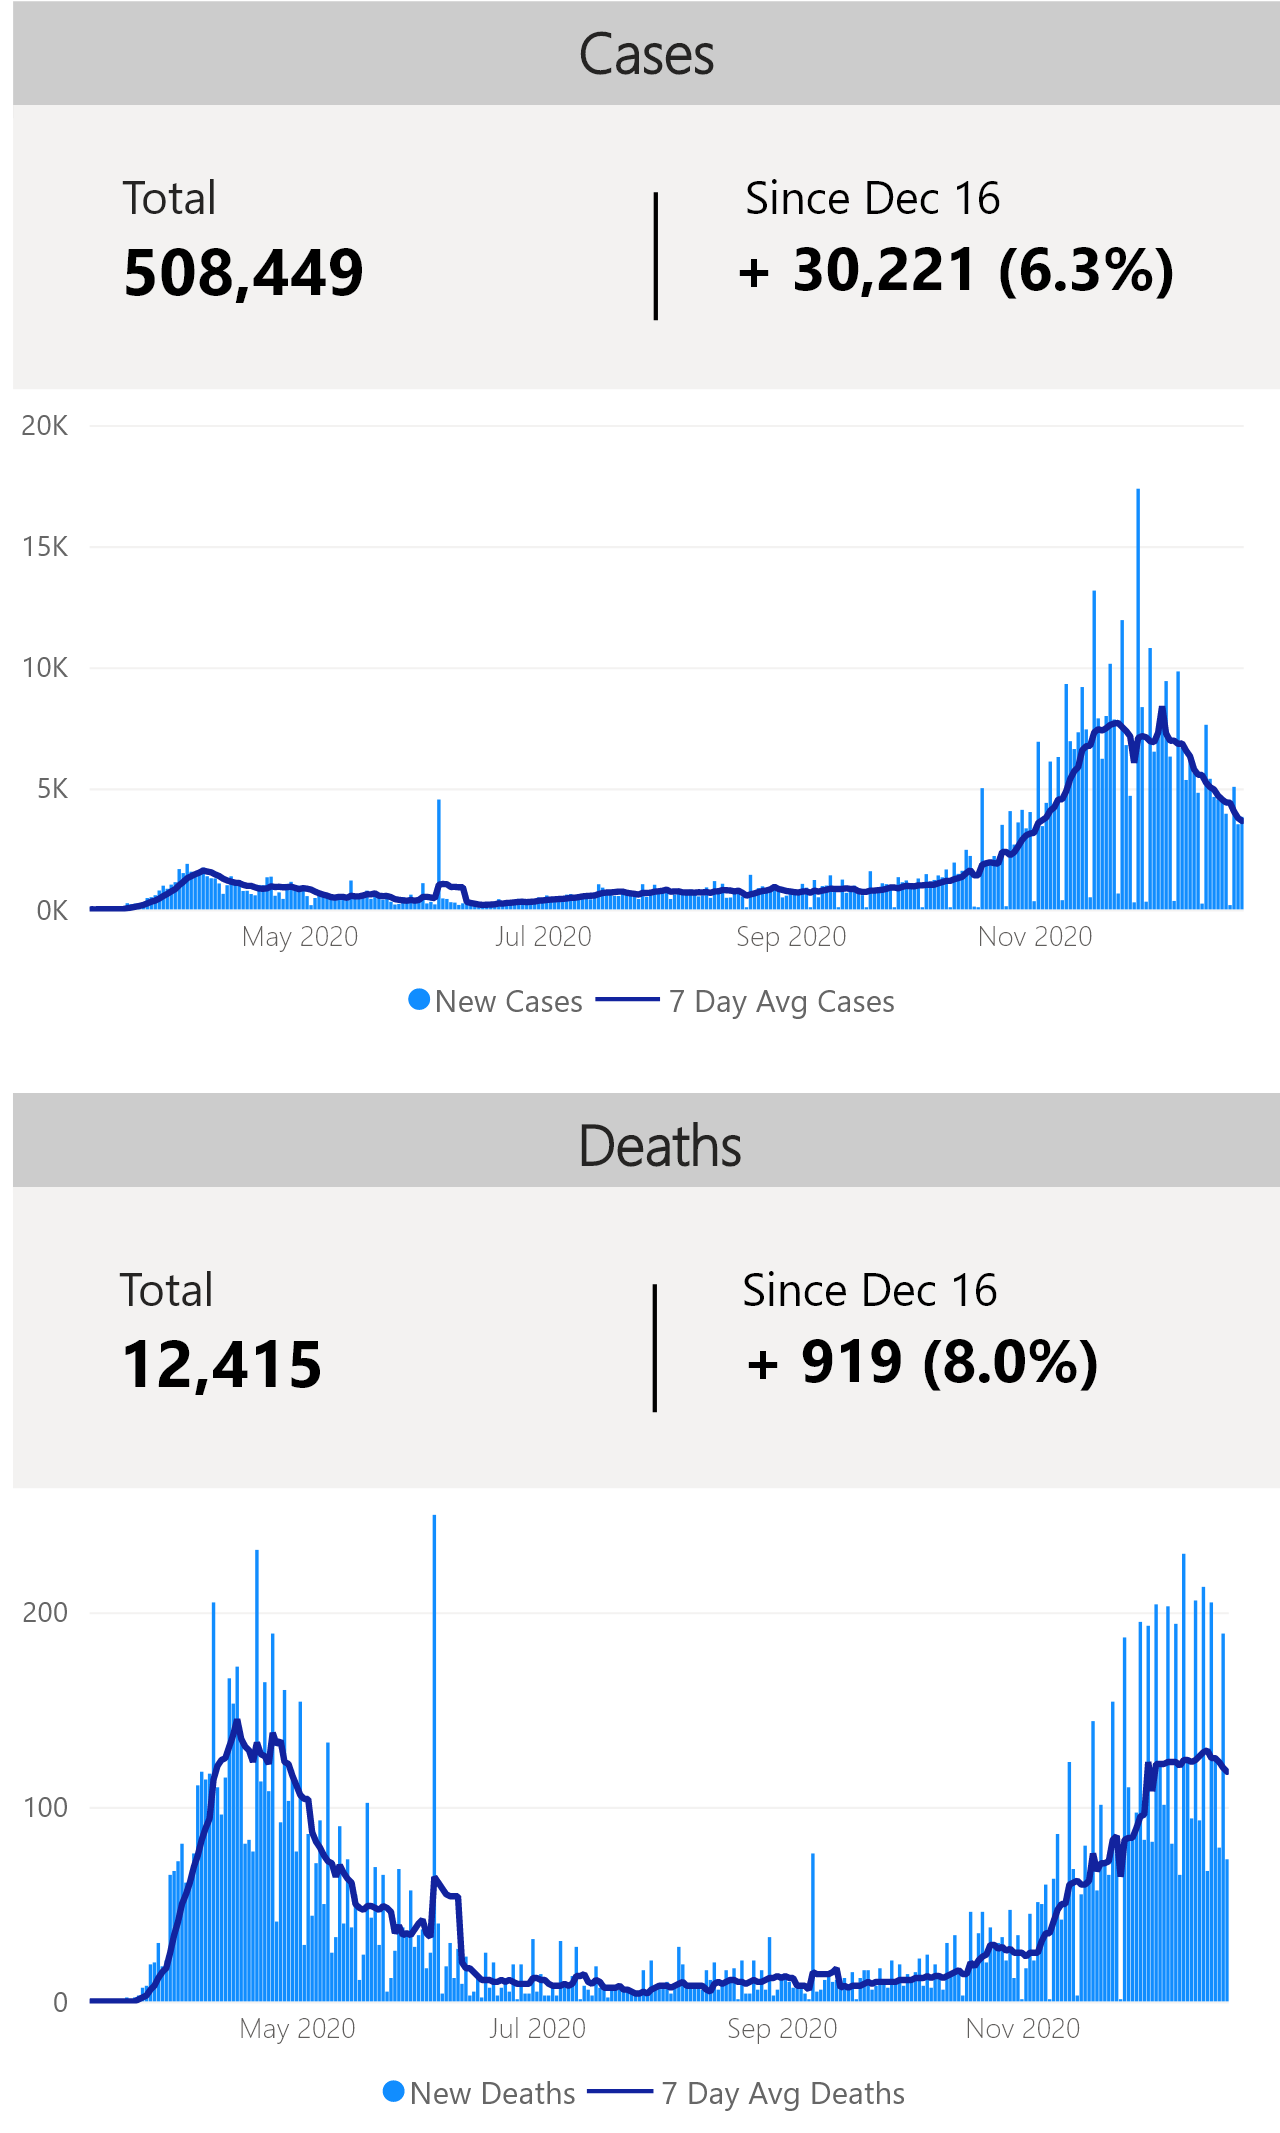 Cases
Total
508,449
Since Dec 16
+ 30,221 (6.3%)
20K
15K
10K
5K
0K
May 2020
Jul 2020
Sep 2020
Nov 2020
New Cases
7 Day Avg Cases
Deaths
Total
12,415
Since Dec 16
+ 919 (8.0%)
200
100
0
May 2020
Jul 2020
Sep 2020
Nov 2020
New Deaths
7 Day Avg Deaths